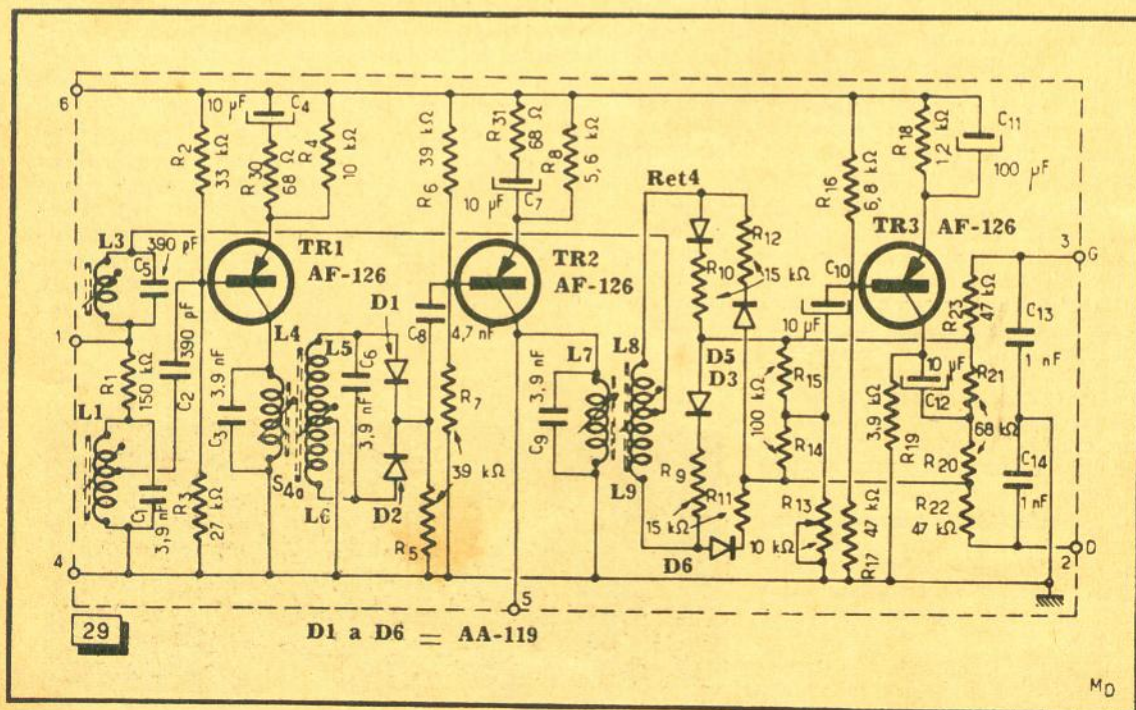 6
10 µF
C4
R2
33 kΩ
R30
68 Ω
R4
10 kΩ
R6
39 kΩ
R31
68 Ω
R8
5,6 kΩ
10 µF
C7
Ret4
R16
6,8 kΩ
R18
1,2 kΩ
C11
100 µF
L3
390 pF
C5
TR1
AF-126
TR2
AF-126
R12
R10
15 kΩ
C10
TR3
AF-126
3
G
R23
47 kΩ
C13
1 nF
1
R1
150 kΩ
390 pF
C2
L4
L5
C6
D1
C8
4,7 nF
L7
L8
D5
D3
10 µF
10 µF
C12
R21
68 kΩ
L1
C1
3,9 nF
3,9 nF
C3
3,9 nF
R7
39 kΩ
3,9 nF
C9
100 kΩ
R15
R14
3,9 kΩ
R19
R20
C14
1 nF
R3
27 kΩ
S4a
L6
D2
R5
L9
R9
R11
15 kΩ
R13
10 kΩ
R17
47 kΩ
R22
47 kΩ
D6
2
D
4
5
29
D1 a D6 = AA-119
MD